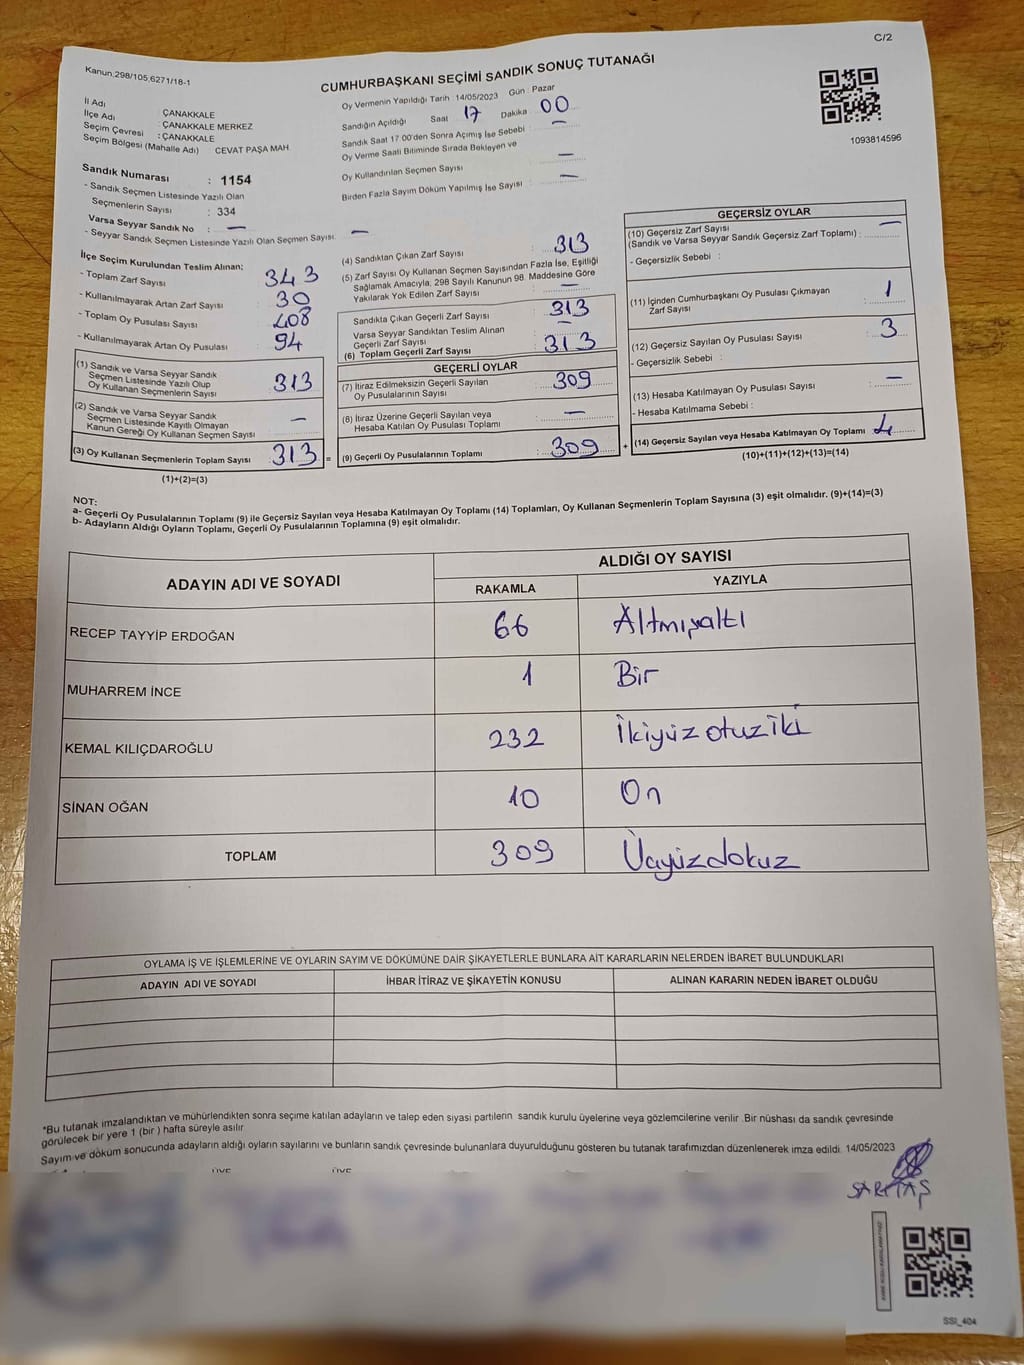 C/2
Kanun,298/105,6271/18-1
CUMHURBAŞKANI SEÇİMİ SANDIK SONUÇ TUTANAĞI
1093814596
İl Adı : ÇANAKKALE
İlçe Adı : ÇANAKKALE MERKEZ
Seçim Çevresi : ÇANAKKALE
Seçim Bölgesi (Mahalle Adı) CEVAT PAŞA MAH.
Oy Vermenin Yapıldığı Tarih 14/05/2023 Gün : Pazar
Sandığın Açıldığı Saat 17 Dakika 00
Sandık Saat 17:00'den Sonra Açımış İse Sebebi : —
Oy Verme Saati Bitiminde Sırada Bekleyen ve
Oy Kullandırılan Seçmen Sayısı : —
Birden Fazla Sayım Döküm Yapılmış İse Sayısı : —
Sandık Numarası : 1154
- Sandık Seçmen Listesinde Yazılı Olan
Seçmenlerin Sayısı : 334
Varsa Seyyar Sandık No : —
- Seyyar Sandık Seçmen Listesinde Yazılı Olan Seçmen Sayısı: —
İlçe Seçim Kurulundan Teslim Alınan;
- Toplam Zarf Sayısı : 343
- Kullanılmayarak Artan Zarf Sayısı : 30
- Toplam Oy Pusulası Sayısı : 408
- Kullanılmayarak Artan Oy Pusulası : 94
(1) Sandık ve Varsa Seyyar Sandık
Seçmen Listesinde Yazılı Olup
Oy Kullanan Seçmenlerin Sayısı : 313
(2) Sandık ve Varsa Seyyar Sandık
Seçmen Listesinde Kayıtlı Olmayan
Kanun Gereği Oy Kullanan Seçmen Sayısı : —
(3) Oy Kullanan Seçmenlerin Toplam Sayısı : 313
(1)+(2)=(3)
(4) Sandıktan Çıkan Zarf Sayısı : 313
(5) Zarf Sayısı Oy Kullanan Seçmen Sayısından Fazla İse, Eşitliği
Sağlamak Amacıyla, 298 Sayılı Kanunun 98. Maddesine Göre
Yakılarak Yok Edilen Zarf Sayısı : —
Sandıkta Çıkan Geçerli Zarf Sayısı : 313
Varsa Seyyar Sandıktan Teslim Alınan
Geçerli Zarf Sayısı : —
(6) Toplam Geçerli Zarf Sayısı : 313
GEÇERLİ OYLAR
(7) İtiraz Edilmeksizin Geçerli Sayılan
Oy Pusulalarının Sayısı : 309
(8) İtiraz Üzerine Geçerli Sayılan veya
Hesaba Katılan Oy Pusulası Toplamı : —
= (9) Geçerli Oy Pusulalarının Toplamı : 309
GEÇERSİZ OYLAR
(10) Geçersiz Zarf Sayısı
(Sandık ve Varsa Seyyar Sandık Geçersiz Zarf Toplamı) : —
- Geçersizlik Sebebi :
(11) İçinden Cumhurbaşkanı Oy Pusulası Çıkmayan
Zarf Sayısı : 1
(12) Geçersiz Sayılan Oy Pusulası Sayısı : 3
- Geçersizlik Sebebi :
(13) Hesaba Katılmayan Oy Pusulası Sayısı : —
- Hesaba Katılmama Sebebi :
+ (14) Geçersiz Sayılan veya Hesaba Katılmayan Oy Toplamı : 4
(10)+(11)+(12)+(13)=(14)
NOT:
a- Geçerli Oy Pusulalarının Toplamı (9) ile Geçersiz Sayılan veya Hesaba Katılmayan Oy Toplamı (14) Toplamları, Oy Kullanan Seçmenlerin Toplam Sayısına (3) eşit olmalıdır. (9)+(14)=(3)
b- Adayların Aldığı Oyların Toplamı, Geçerli Oy Pusulalarının Toplamına (9) eşit olmalıdır.
ADAYIN ADI VE SOYADI ALDIĞI OY SAYISI
RAKAMLA YAZIYLA
RECEP TAYYİP ERDOĞAN 66 Altmışaltı
MUHARREM İNCE 1 Bir
KEMAL KILIÇDAROĞLU 232 İkiyüzotuziki
SİNAN OĞAN 10 On
TOPLAM 309 Üçyüzdokuz
OYLAMA İŞ VE İŞLEMLERİNE VE OYLARIN SAYIM VE DÖKÜMÜNE DAİR ŞİKAYETLERLE BUNLARA AİT KARARLARIN NELERDEN İBARET BULUNDUKLARI
ADAYIN ADI VE SOYADI İHBAR İTİRAZ VE ŞİKAYETİN KONUSU ALINAN KARARIN NEDEN İBARET OLDUĞU
*Bu tutanak imzalandıktan ve mühürlendikten sonra seçime katılan adayların ve talep eden siyasi partilerin sandık kurulu üyelerine veya gözlemcilerine verilir .Bir nüshası da sandık çevresinde
görülecek bir yere 1 (bir ) hafta süreyle asılır.
Sayım ve döküm sonucunda adayların aldığı oyların sayılarını ve bunların sandık çevresinde bulunanlara duyurulduğunu gösteren bu tutanak tarafımızdan düzenlenerek imza edildi. 14/05/2023
ÜYE ÜYE
SARITAŞ
SSI_404